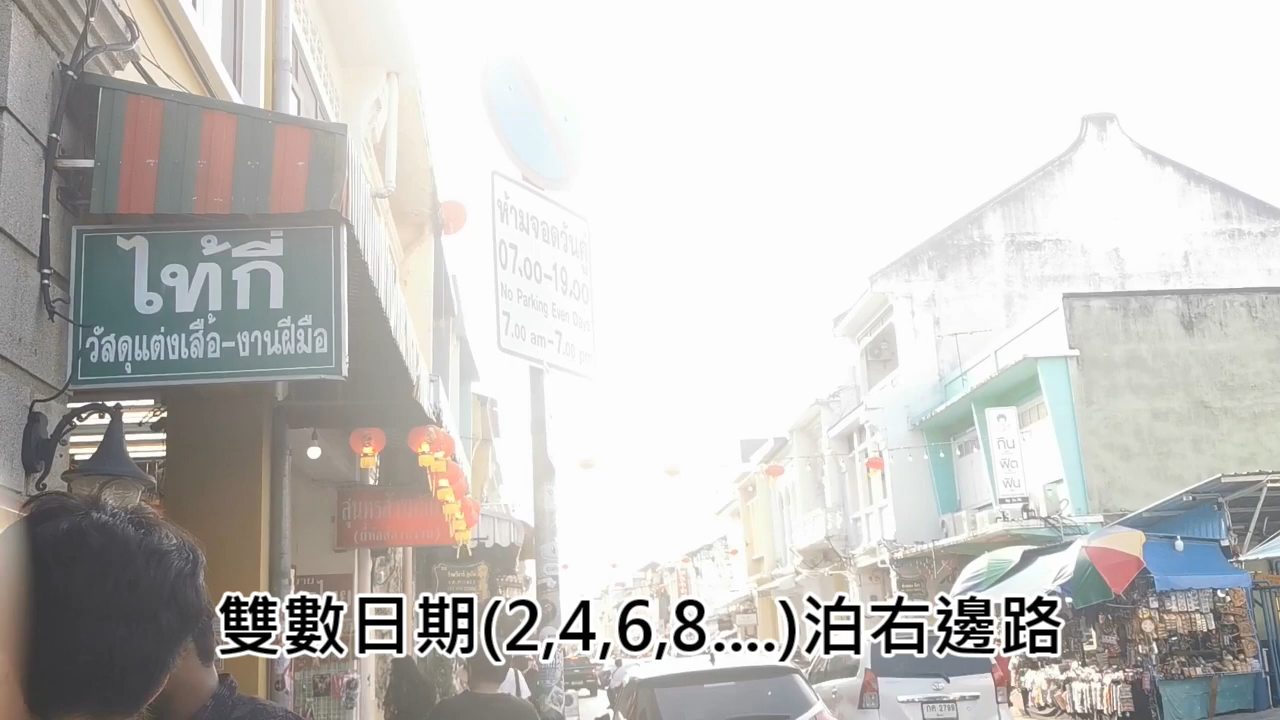 ไท้กี่
วัสดุแต่งเสื้อ-งานฝีมือ
ห้ามจอดวันคู่
07.00-19.00
No Parking Even Days
7.00 am-7.00 pm
กิน
ฟิต
ฟิน
กค 2799
雙數日期(2,4,6,8....)泊右邊路